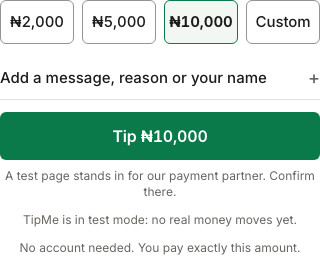 ₦2,000 ₦5,000 ₦10,000 Custom
Add a message, reason or your name +
Tip ₦10,000
A test page stands in for our payment partner. Confirm
there.
TipMe is in test mode: no real money moves yet.
No account needed. You pay exactly this amount.